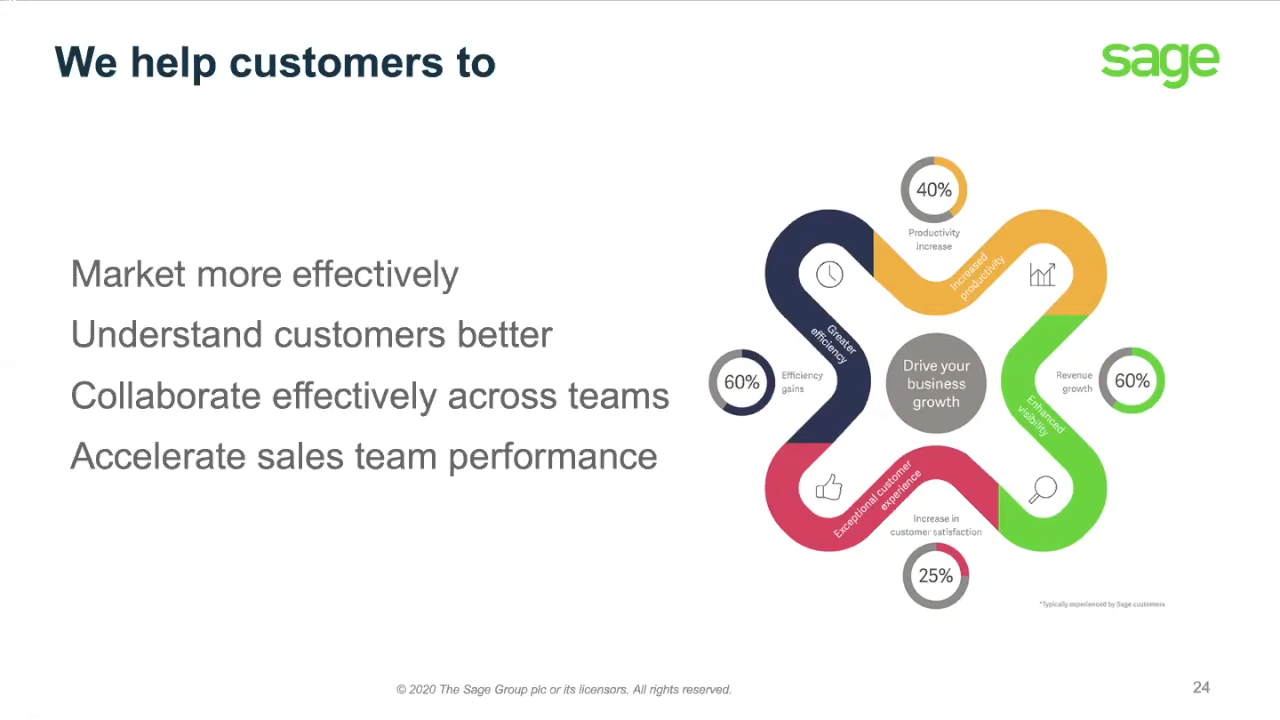 We help customers to
sage
Market more effectively
Understand customers better
Collaborate effectively across teams
Accelerate sales team performance
40%
Productivity
increase
Increased
productivity
Greater
efficiency
60%
Efficiency
gains
Drive your
business
growth
Revenue
growth
60%
Enhanced
visibility
Exceptional customer
experience
Increase in
customer satisfaction
25%
*Typically experienced by Sage customers
© 2020 The Sage Group plc or its licensors. All rights reserved.
24